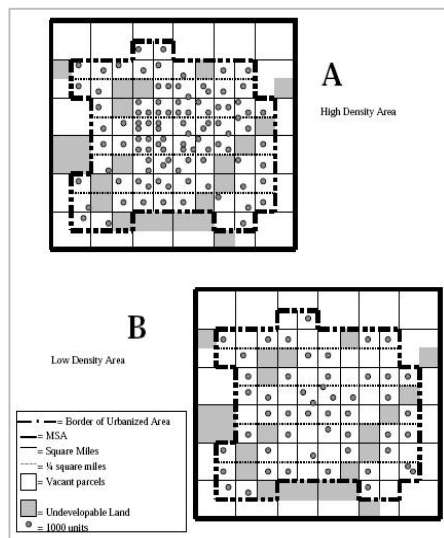 A
High Density Area
B
Low Density Area
= Border of Urbanized Area
= MSA
= Square Miles
= ¼ square miles
= Vacant parcels
= Undevelopable Land
= 1000 units